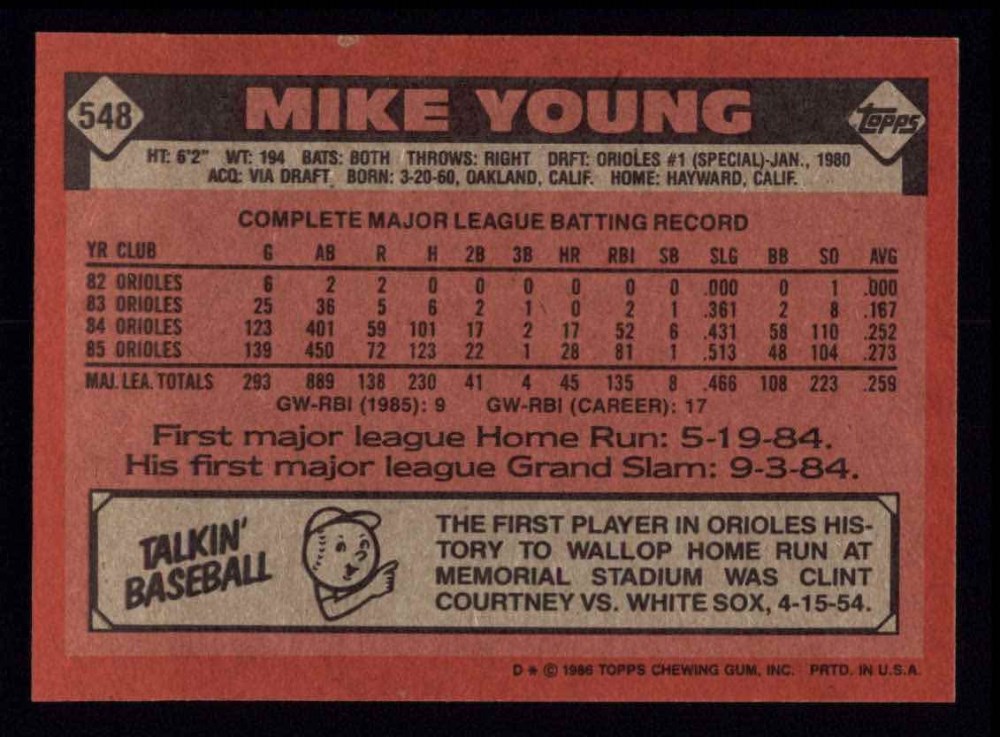 548
MIKE YOUNG
Topps
HT: 6'2" WT: 194 BATS: BOTH THROWS: RIGHT DRFT: ORIOLES #1 (SPECIAL)-JAN., 1980
ACQ: VIA DRAFT BORN: 3-20-60, OAKLAND, CALIF. HOME: HAYWARD, CALIF.
COMPLETE MAJOR LEAGUE BATTING RECORD
YR CLUB G AB R H 2B 3B HR RBI SB SLG BB SO AVG
82 ORIOLES 6 2 2 0 0 0 0 0 0 .000 0 1 .000
83 ORIOLES 25 36 5 6 2 1 0 2 1 .361 2 8 .167
84 ORIOLES 123 401 59 101 17 2 17 52 6 .431 58 110 .252
85 ORIOLES 139 450 72 123 22 1 28 81 1 .513 48 104 .273
MAJ. LEA. TOTALS 293 889 138 230 41 4 45 135 8 .466 108 223 .259
GW-RBI (1985): 9 GW-RBI (CAREER): 17
First major league Home Run: 5-19-84.
His first major league Grand Slam: 9-3-84.
TALKIN'
BASEBALL
THE FIRST PLAYER IN ORIOLES HIS-
TORY TO WALLOP HOME RUN AT
MEMORIAL STADIUM WAS CLINT
COURTNEY VS. WHITE SOX, 4-15-54.
D * © 1986 TOPPS CHEWING GUM, INC. PRTD. IN U.S.A.